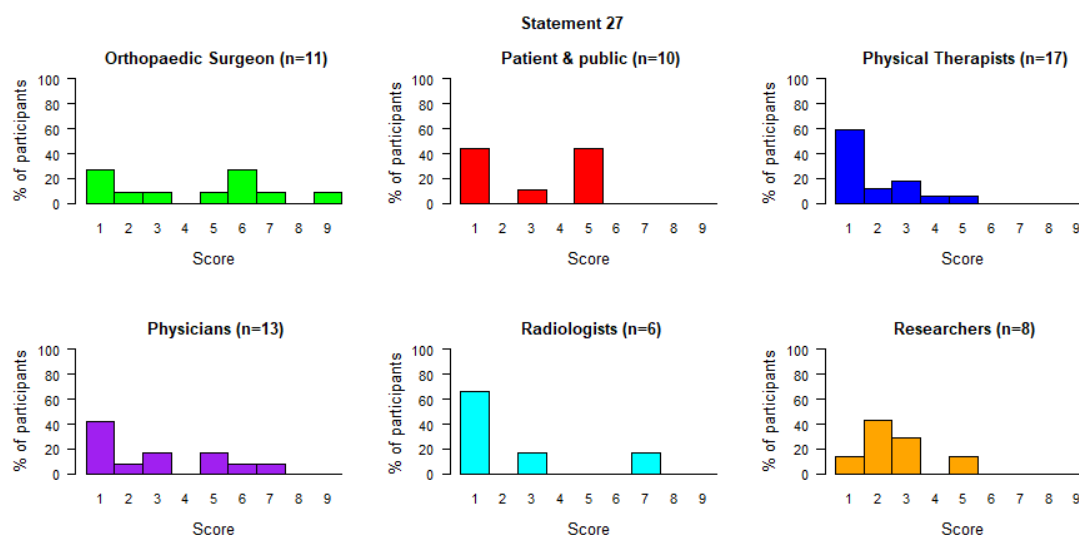 Statement 27
Orthopaedic Surgeon (n=11)
% of participants
100
80
60
40
20
0
1 2 3 4 5 6 7 8 9
Score
Patient & public (n=10)
% of participants
100
80
60
40
20
0
1 2 3 4 5 6 7 8 9
Score
Physical Therapists (n=17)
% of participants
100
80
60
40
20
0
1 2 3 4 5 6 7 8 9
Score
Physicians (n=13)
% of participants
100
80
60
40
20
0
1 2 3 4 5 6 7 8 9
Score
Radiologists (n=6)
% of participants
100
80
60
40
20
0
1 2 3 4 5 6 7 8 9
Score
Researchers (n=8)
% of participants
100
80
60
40
20
0
1 2 3 4 5 6 7 8 9
Score